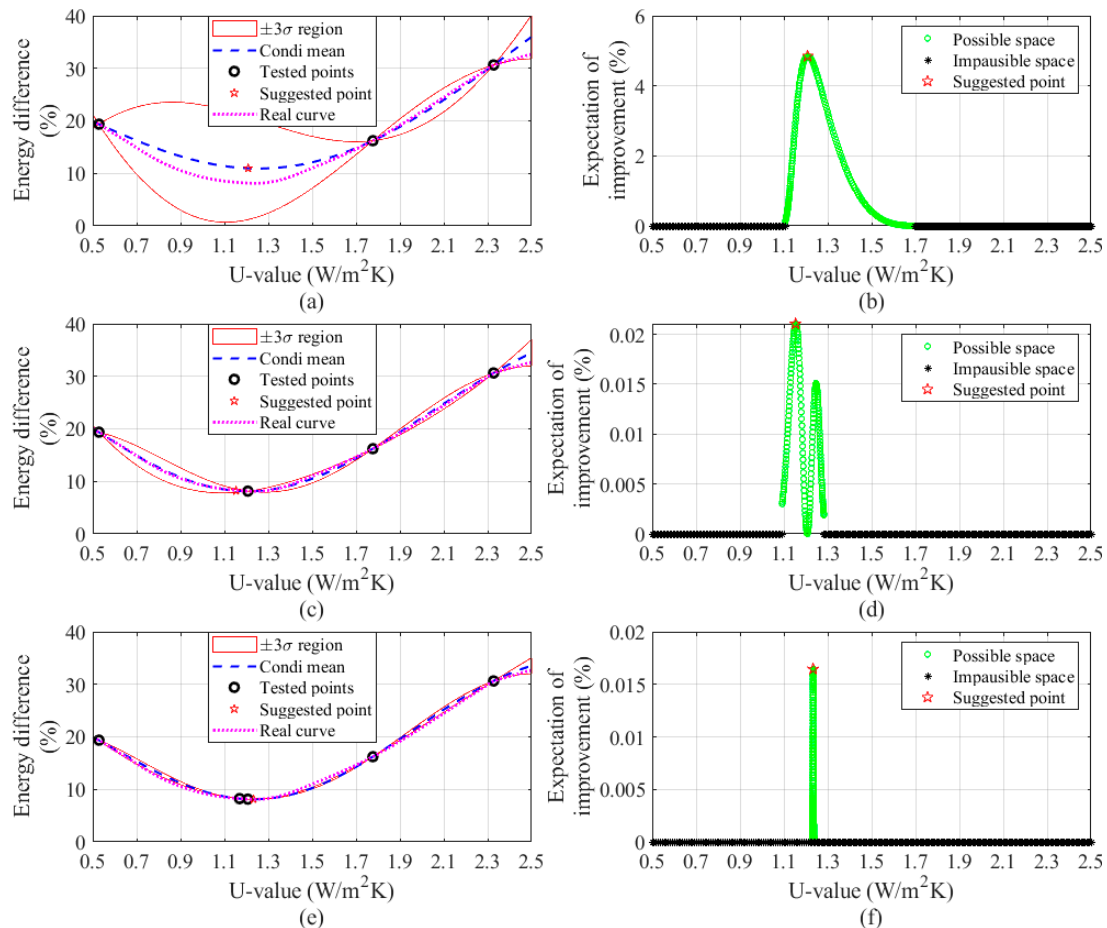 Energy difference
(%)
40
30
20
10
0
±3σ region
Condi mean
Tested points
Suggested point
Real curve
0.5 0.7 0.9 1.1 1.3 1.5 1.7 1.9 2.1 2.3 2.5
U-value (W/m²K)
(a)
Expectation of
improvement (%)
6
4
2
0
Possible space
Impausible space
Suggested point
0.5 0.7 0.9 1.1 1.3 1.5 1.7 1.9 2.1 2.3 2.5
U-value (W/m²K)
(b)
Energy difference
(%)
40
30
20
10
0
±3σ region
Condi mean
Tested points
Suggested point
Real curve
0.5 0.7 0.9 1.1 1.3 1.5 1.7 1.9 2.1 2.3 2.5
U-value (W/m²K)
(c)
Expectation of
improvement (%)
0.02
0.015
0.01
0.005
0
Possible space
Impausible space
Suggested point
0.5 0.7 0.9 1.1 1.3 1.5 1.7 1.9 2.1 2.3 2.5
U-value (W/m²K)
(d)
Energy difference
(%)
40
30
20
10
0
±3σ region
Condi mean
Tested points
Suggested point
Real curve
0.5 0.7 0.9 1.1 1.3 1.5 1.7 1.9 2.1 2.3 2.5
U-value (W/m²K)
(e)
Expectation of
improvement (%)
0.02
0.015
0.01
0.005
0
Possible space
Impausible space
Suggested point
0.5 0.7 0.9 1.1 1.3 1.5 1.7 1.9 2.1 2.3 2.5
U-value (W/m²K)
(f)